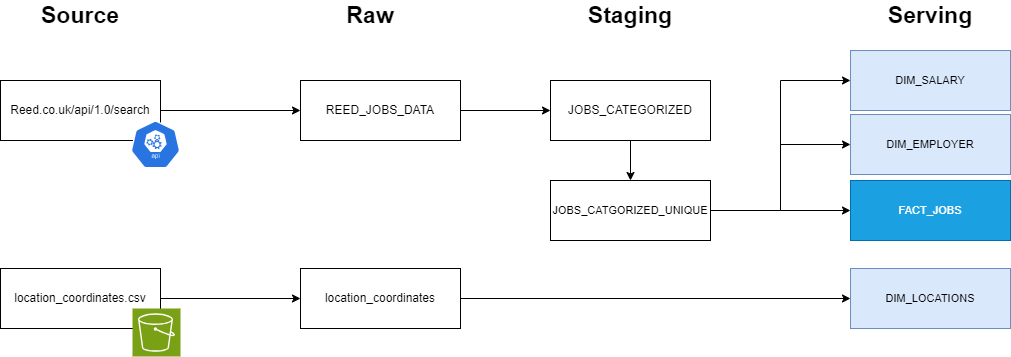 Source
Raw
Staging
Serving
Reed.co.uk/api/1.0/search
api
REED_JOBS_DATA
JOBS_CATEGORIZED
JOBS_CATGORIZED_UNIQUE
DIM_SALARY
DIM_EMPLOYER
FACT_JOBS
location_coordinates.csv
location_coordinates
DIM_LOCATIONS